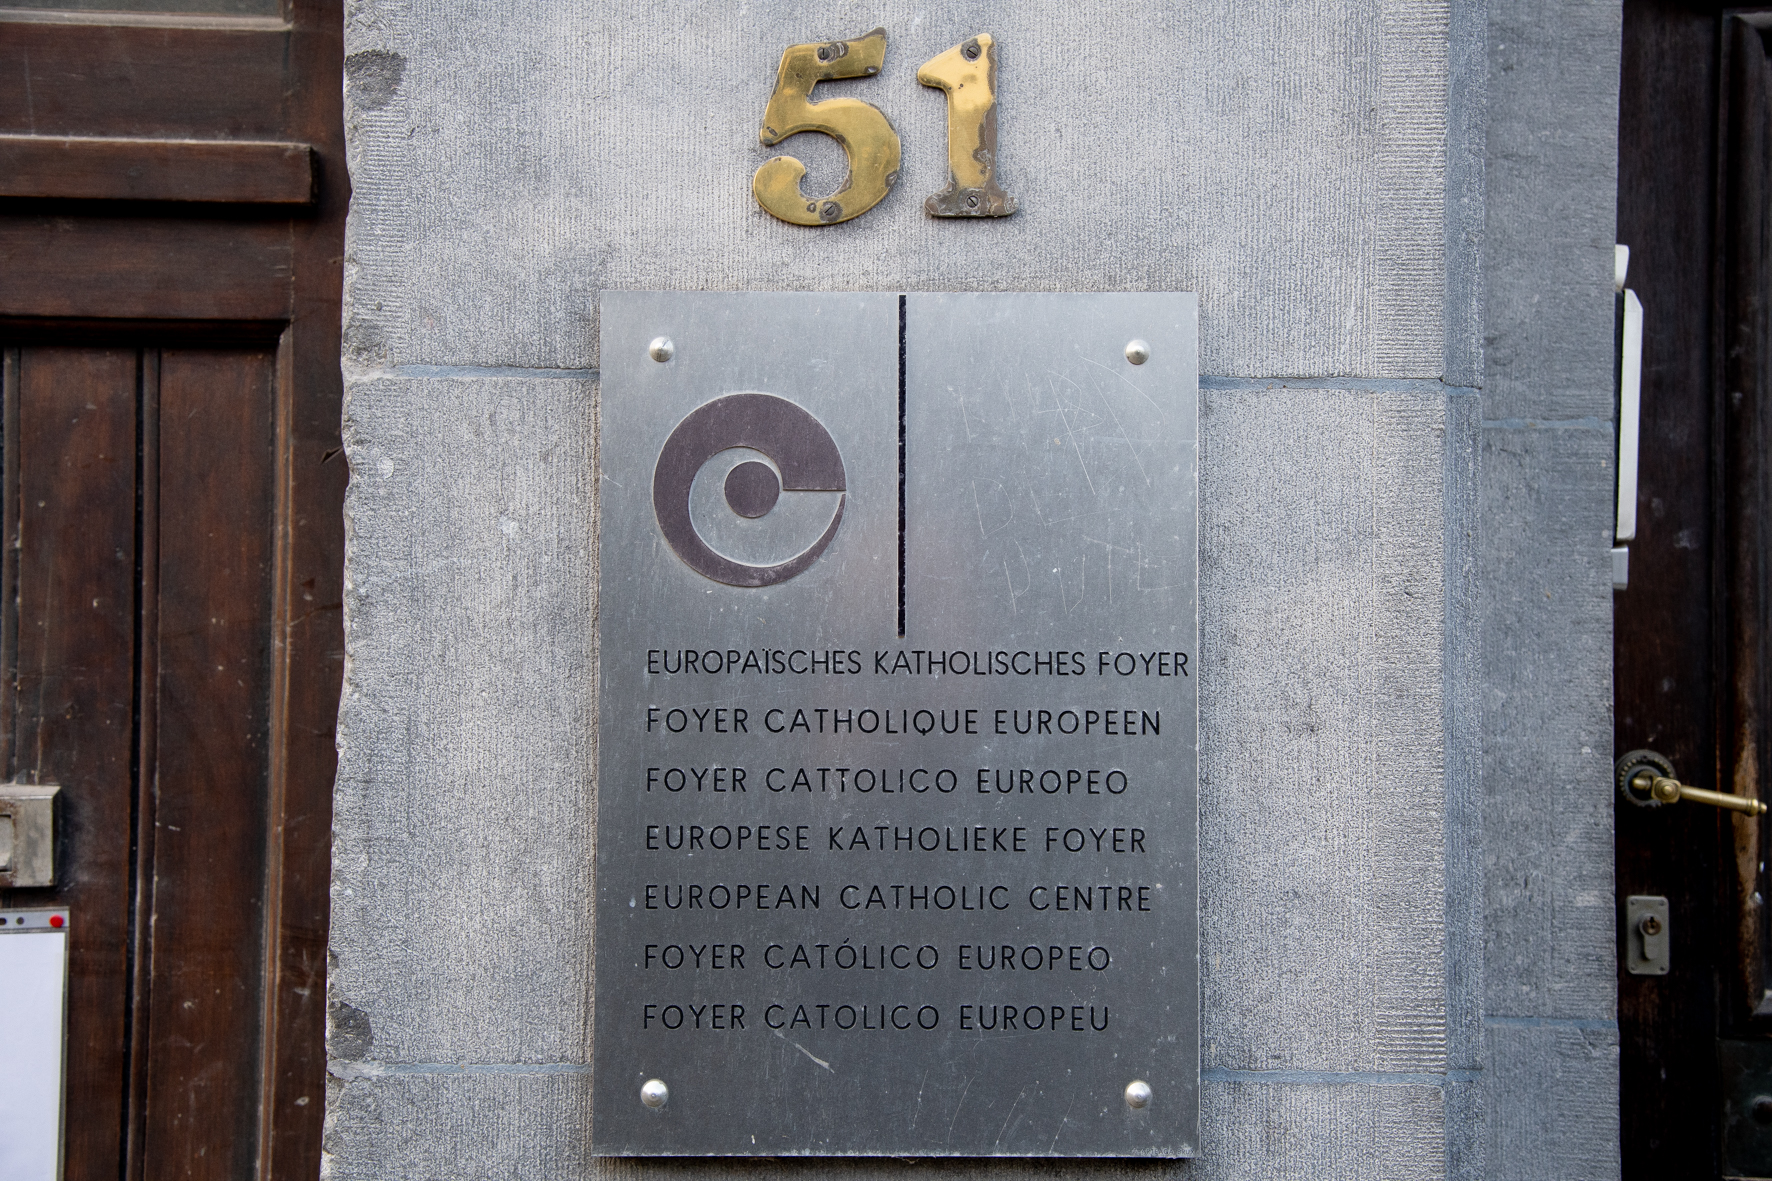 51
EUROPAÏSCHES KATHOLISCHES FOYER
FOYER CATHOLIQUE EUROPEEN
FOYER CATTOLICO EUROPEO
EUROPESE KATHOLIEKE FOYER
EUROPEAN CATHOLIC CENTRE
FOYER CATÓLICO EUROPEO
FOYER CATOLICO EUROPEU